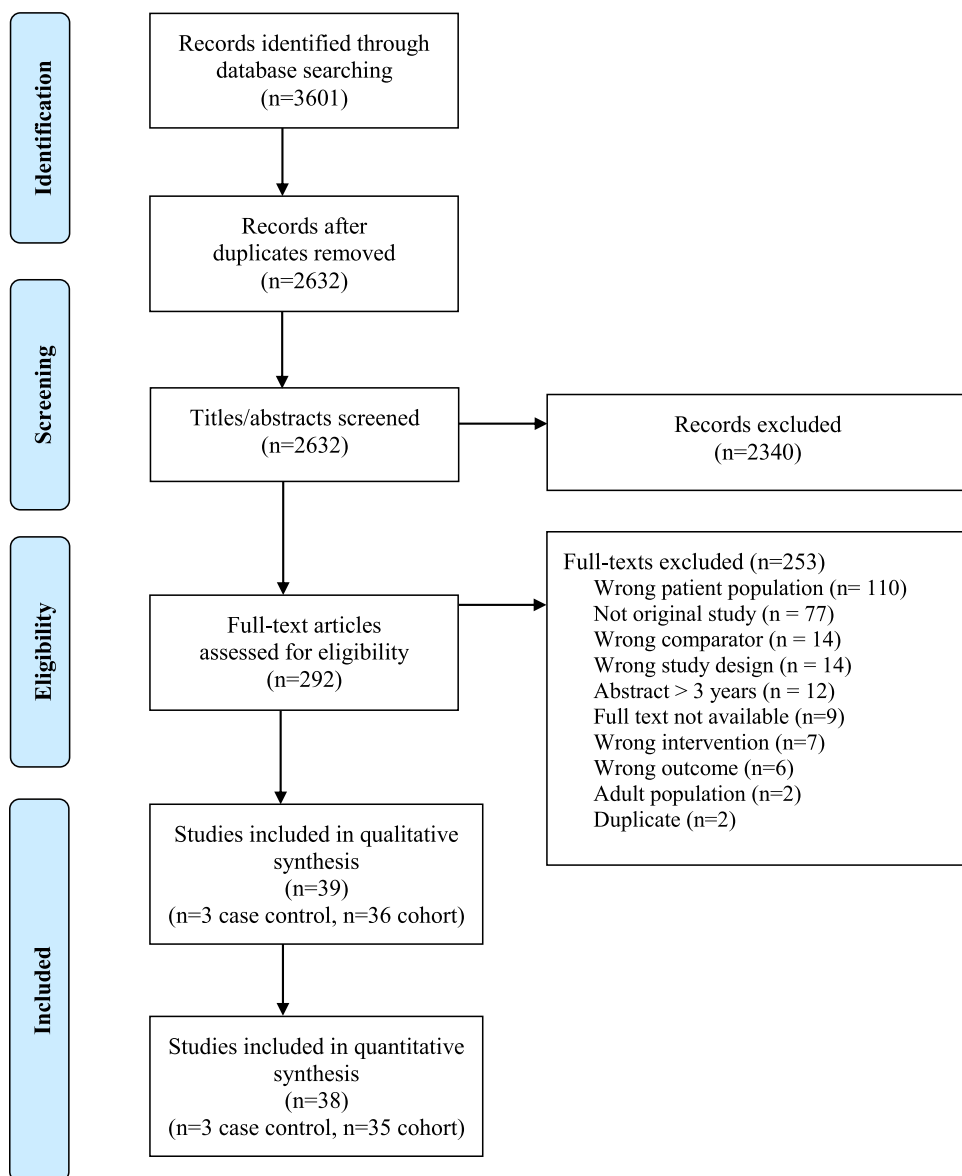 Identification
Records identified through
database searching
(n=3601)
Records after
duplicates removed
(n=2632)
Screening
Titles/abstracts screened
(n=2632)
Records excluded
(n=2340)
Eligibility
Full-text articles
assessed for eligibility
(n=292)
Full-texts excluded (n=253)
Wrong patient population (n= 110)
Not original study (n = 77)
Wrong comparator (n = 14)
Wrong study design (n = 14)
Abstract > 3 years (n = 12)
Full text not available (n=9)
Wrong intervention (n=7)
Wrong outcome (n=6)
Adult population (n=2)
Duplicate (n=2)
Included
Studies included in qualitative
synthesis
(n=39)
(n=3 case control, n=36 cohort)
Studies included in quantitative
synthesis
(n=38)
(n=3 case control, n=35 cohort)